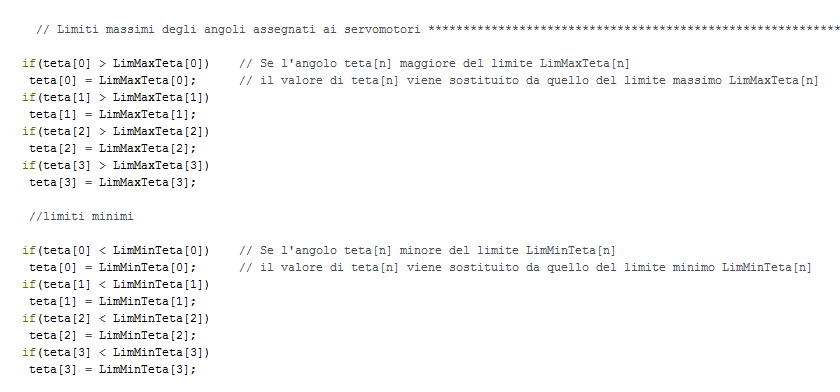 // Limiti massimi degli angoli assegnati ai servomotori ***********************************************************
if(teta[0] > LimMaxTeta[0])    // Se l'angolo teta[n] maggiore del limite LimMaxTeta[n]
 teta[0] = LimMaxTeta[0];      // il valore di teta[n] viene sostituito da quello del limite massimo LimMaxTeta[n]
if(teta[1] > LimMaxTeta[1])
 teta[1] = LimMaxTeta[1];
if(teta[2] > LimMaxTeta[2])
 teta[2] = LimMaxTeta[2];
if(teta[3] > LimMaxTeta[3])
 teta[3] = LimMaxTeta[3];
//limiti minimi
if(teta[0] < LimMinTeta[0])    // Se l'angolo teta[n] minore del limite LimMinTeta[n]
 teta[0] = LimMinTeta[0];      // il valore di teta[n] viene sostituito da quello del limite minimo LimMinTeta[n]
if(teta[1] < LimMinTeta[1])
 teta[1] = LimMinTeta[1];
if(teta[2] < LimMinTeta[2])
 teta[2] = LimMinTeta[2];
if(teta[3] < LimMinTeta[3])
 teta[3] = LimMinTeta[3];